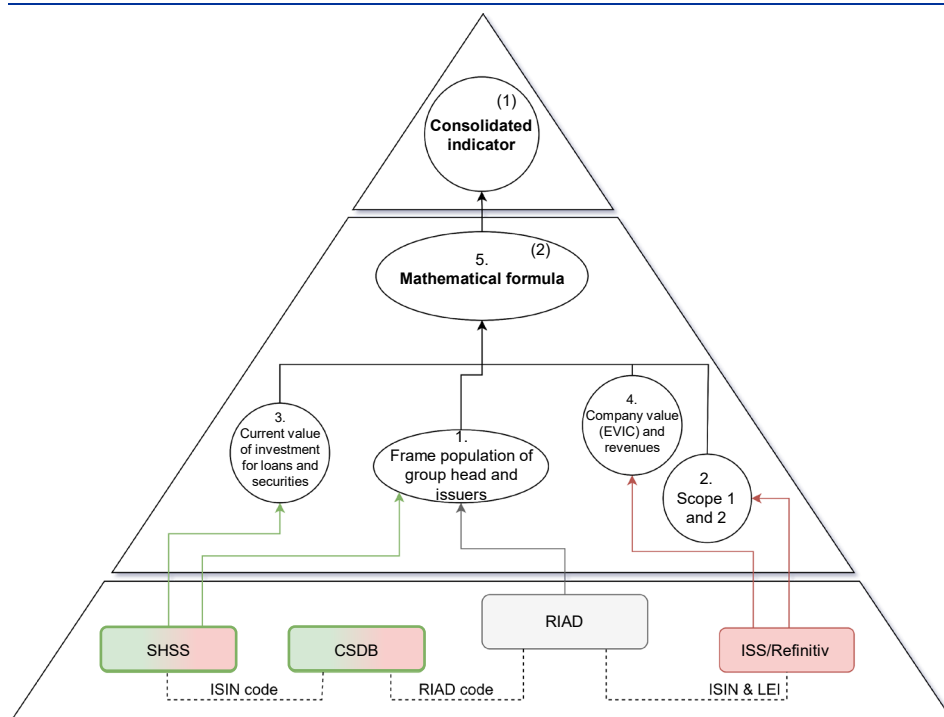 (1)
Consolidated
indicator
(2)
5.
Mathematical formula
3.
Current value
of investment
for loans and
securities
1.
Frame population of
group head and
issuers
4.
Company value
(EVIC) and
revenues
2.
Scope 1
and 2
SHSS
CSDB
RIAD
ISS/Refinitiv
ISIN code
RIAD code
ISIN & LEI